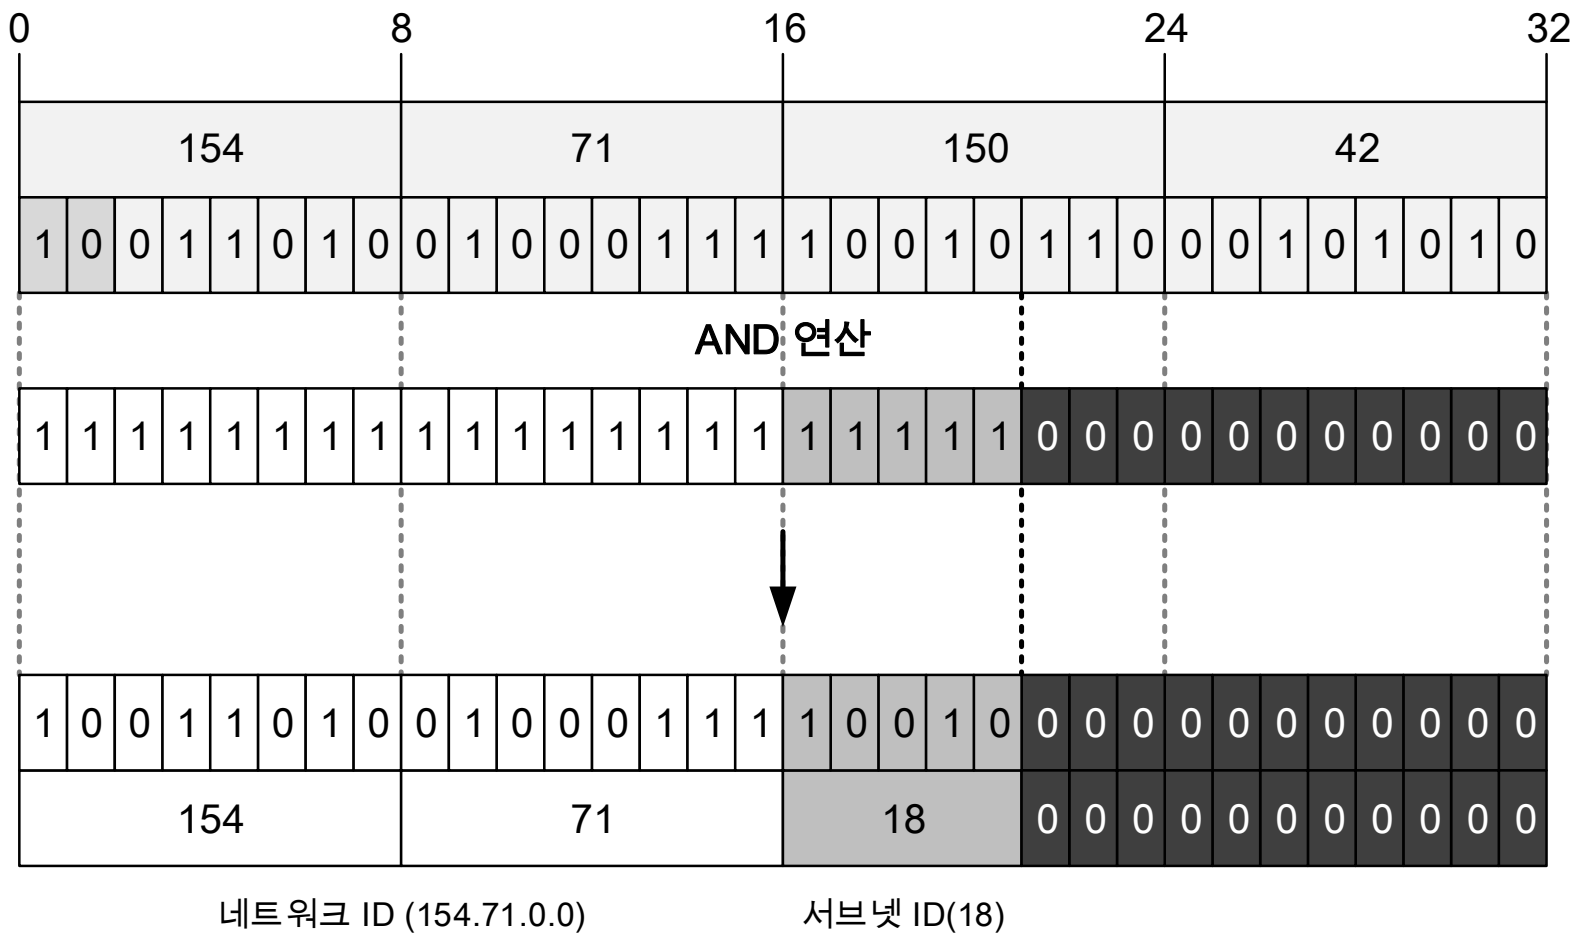 0 8 16 24 32
154 71 150 42
1 0 0 1 1 0 1 0 0 1 0 0 0 1 1 1 1 0 0 1 0 1 1 0 0 0 1 0 1 0 1 0
AND 연산
1 1 1 1 1 1 1 1 1 1 1 1 1 1 1 1 1 1 1 1 1 0 0 0 0 0 0 0 0 0 0 0
1 0 0 1 1 0 1 0 0 1 0 0 0 1 1 1 1 0 0 1 0 0 0 0 0 0 0 0 0 0 0 0
154 71 18 0 0 0 0 0 0 0 0 0 0 0
네트워크 ID (154.71.0.0) 서브넷 ID(18)